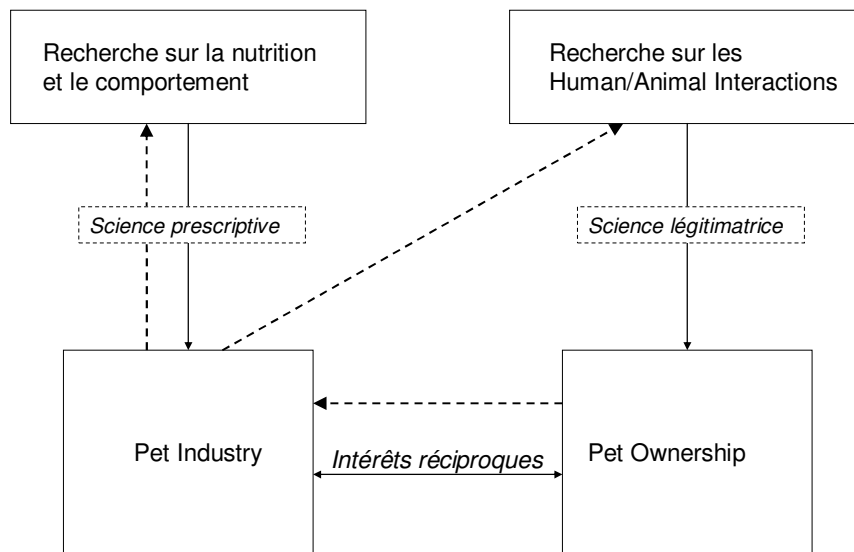 Recherche sur la nutrition
et le comportement
Recherche sur les
Human/Animal Interactions
Science prescriptive
Science légitimatrice
Pet Industry
Intérêts réciproques
Pet Ownership